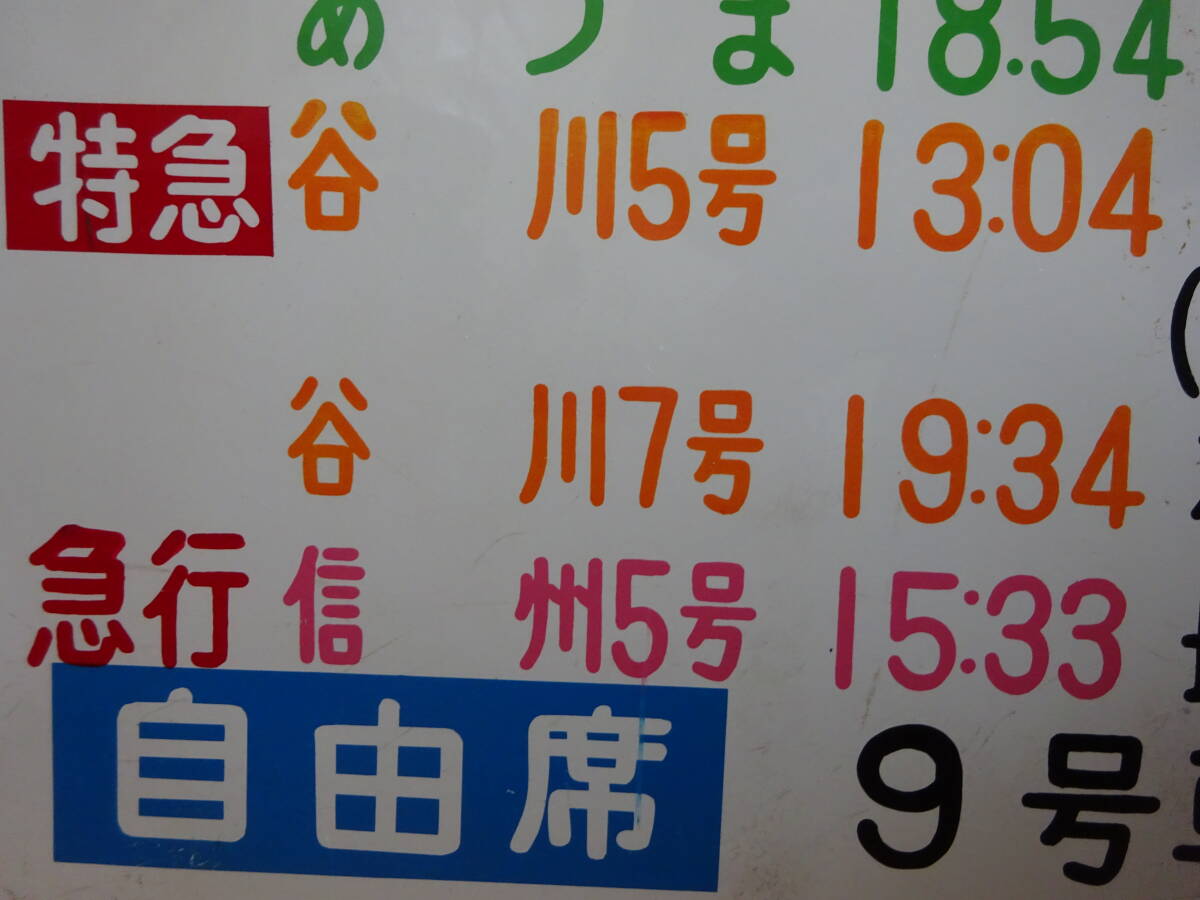 めつま 18:54
特急 谷川5号 13:04
谷川7号 19:34
急行 信州5号 15:33
自由席 9号